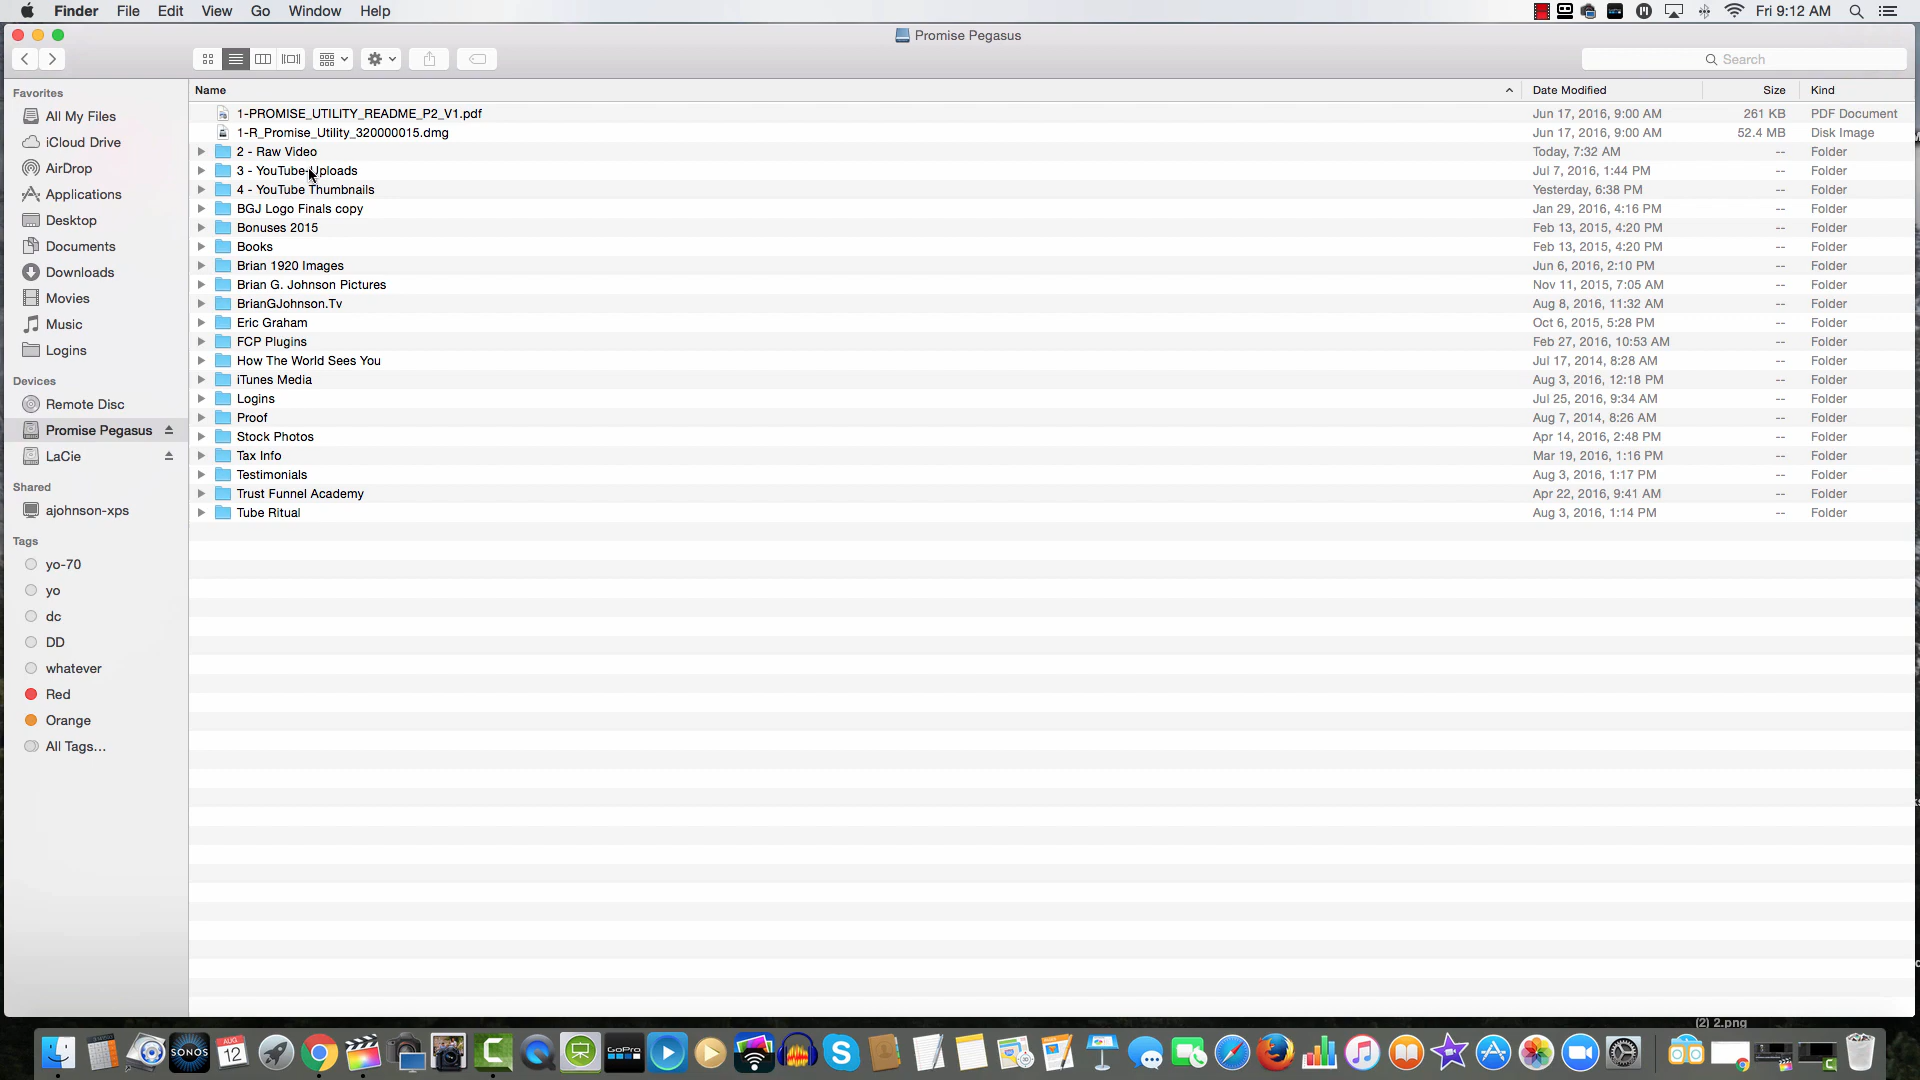 Finder File Edit View Go Window Help Fri 9:12 AM
Promise Pegasus
Search
Favorites
All My Files
iCloud Drive
AirDrop
Applications
Desktop
Documents
Downloads
Movies
Music
Logins
Devices
Remote Disc
Promise Pegasus
LaCie
Shared
ajohnson-xps
Tags
yo-70
yo
dc
DD
whatever
Red
Orange
All Tags...
Name Date Modified Size Kind
1-PROMISE_UTILITY_README_P2_V1.pdf Jun 17, 2016, 9:00 AM 261 KB PDF Document
1-R_Promise_Utility_320000015.dmg Jun 17, 2016, 9:00 AM 52.4 MB Disk Image
2 - Raw Video Today, 7:32 AM -- Folder
3 - YouTube-Uploads Jul 7, 2016, 1:44 PM -- Folder
4 - YouTube Thumbnails Yesterday, 6:38 PM -- Folder
BGJ Logo Finals copy Jan 29, 2016, 4:16 PM -- Folder
Bonuses 2015 Feb 13, 2015, 4:20 PM -- Folder
Books Feb 13, 2015, 4:20 PM -- Folder
Brian 1920 Images Jun 6, 2016, 2:10 PM -- Folder
Brian G. Johnson Pictures Nov 11, 2015, 7:05 AM -- Folder
BrianGJohnson.Tv Aug 8, 2016, 11:32 AM -- Folder
Eric Graham Oct 6, 2015, 5:28 PM -- Folder
FCP Plugins Feb 27, 2016, 10:53 AM -- Folder
How The World Sees You Jul 17, 2014, 8:28 AM -- Folder
iTunes Media Aug 3, 2016, 12:18 PM -- Folder
Logins Jul 25, 2016, 9:34 AM -- Folder
Proof Aug 7, 2014, 8:26 AM -- Folder
Stock Photos Apr 14, 2016, 2:48 PM -- Folder
Tax Info Mar 19, 2016, 1:16 PM -- Folder
Testimonials Aug 3, 2016, 1:17 PM -- Folder
Trust Funnel Academy Apr 22, 2016, 9:41 AM -- Folder
Tube Ritual Aug 3, 2016, 1:14 PM -- Folder
(2) 2.png
SONOS
AUG
12
GoPro